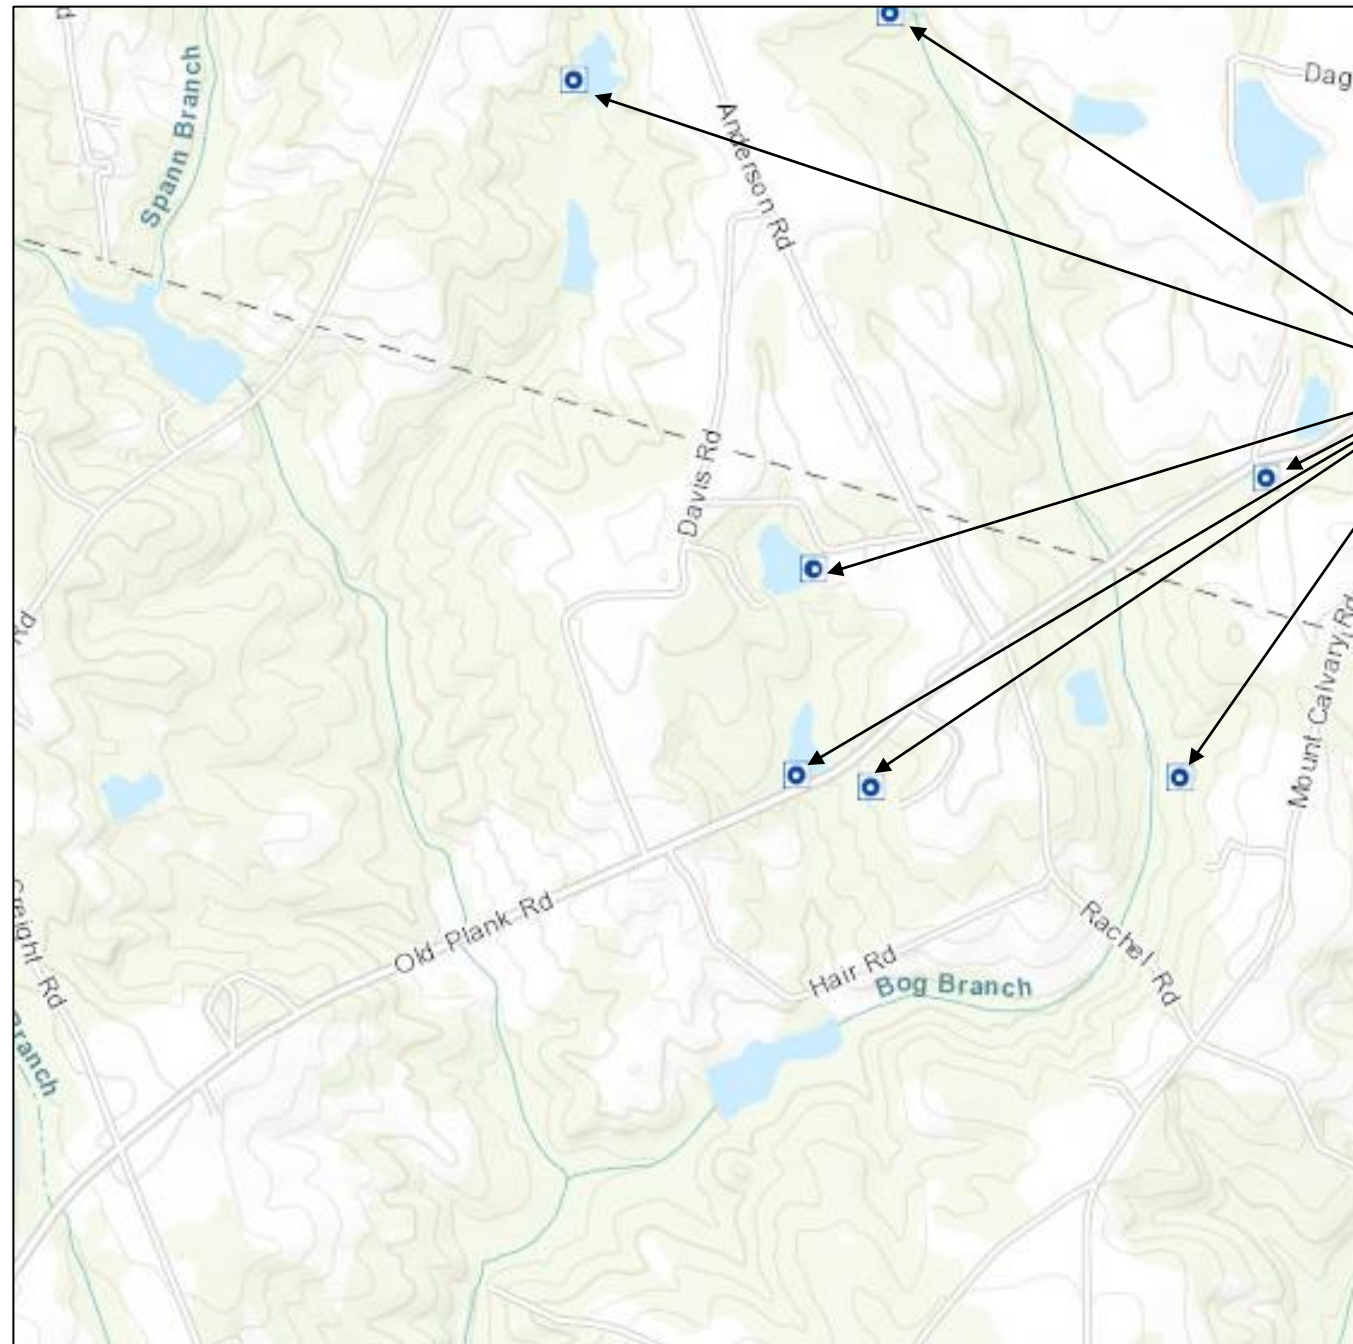 Spann Branch
Anderson Rd
Dag
Davis Rd
Rd
Mount Calvary Rd
Creight Rd
Branch
Old Plank Rd
Hair Rd
Bog Branch
Rachel Rd